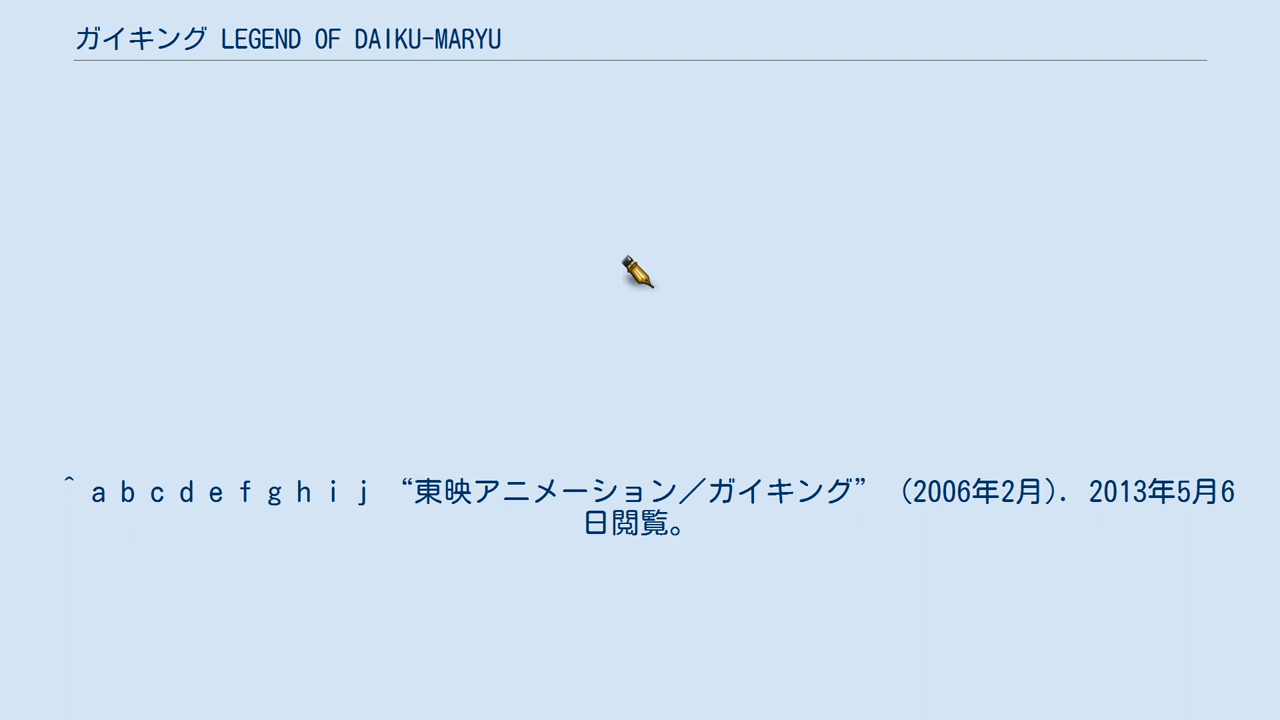 ガイキング LEGEND OF DAIKU-MARYU
^ a b c d e f g h i j “東映アニメーション／ガイキング” (2006年2月). 2013年5月6
日閲覧。